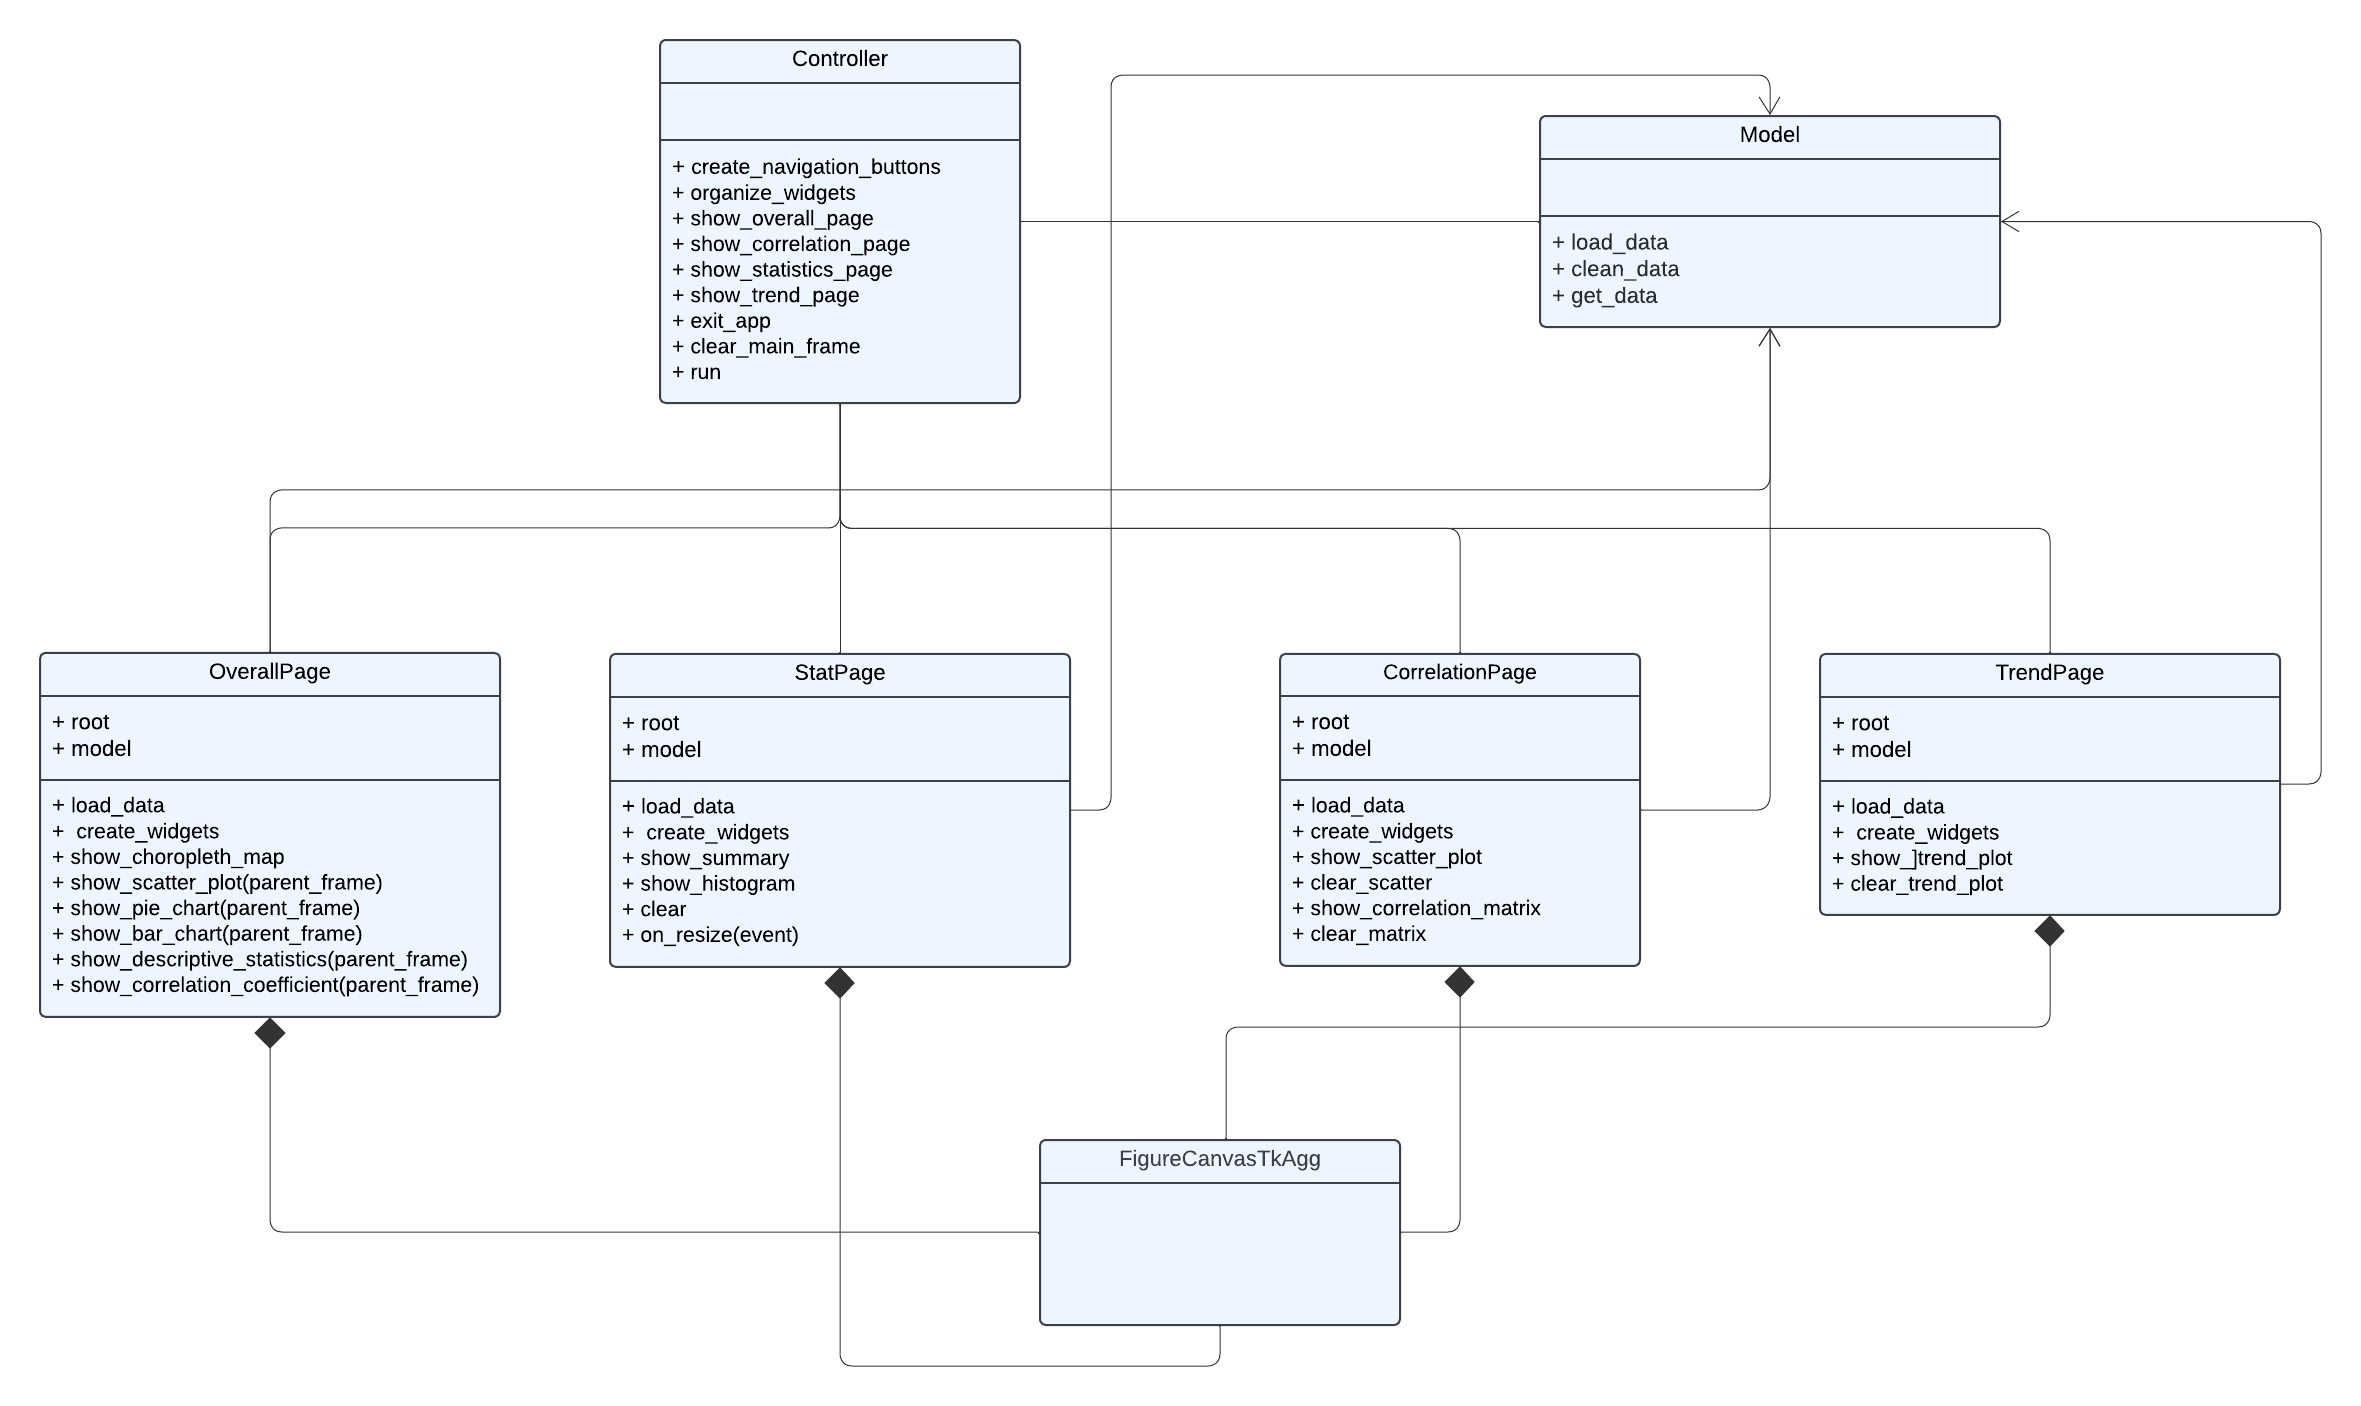 Controller
+ create_navigation_buttons
+ organize_widgets
+ show_overall_page
+ show_correlation_page
+ show_statistics_page
+ show_trend_page
+ exit_app
+ clear_main_frame
+ run
Model
+ load_data
+ clean_data
+ get_data
OverallPage
+ root
+ model
+ load_data
+  create_widgets
+ show_choropleth_map
+ show_scatter_plot(parent_frame)
+ show_pie_chart(parent_frame)
+ show_bar_chart(parent_frame)
+ show_descriptive_statistics(parent_frame)
+ show_correlation_coefficient(parent_frame)
StatPage
+ root
+ model
+ load_data
+  create_widgets
+ show_summary
+ show_histogram
+ clear
+ on_resize(event)
CorrelationPage
+ root
+ model
+ load_data
+ create_widgets
+ show_scatter_plot
+ clear_scatter
+ show_correlation_matrix
+ clear_matrix
TrendPage
+ root
+ model
+ load_data
+  create_widgets
+ show_]trend_plot
+ clear_trend_plot
FigureCanvasTkAgg